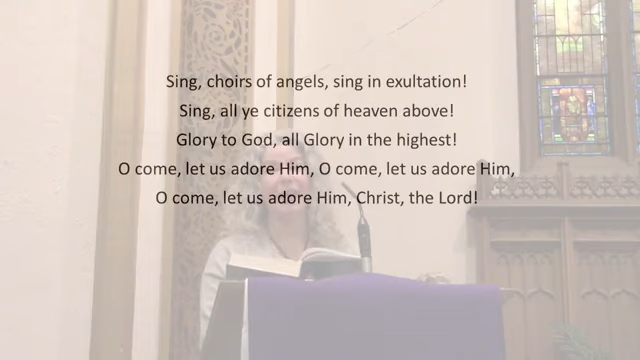 Sing, choirs of angels, sing in exultation!
Sing, all ye citizens of heaven above!
Glory to God, all Glory in the highest!
O come, let us adore Him, O come, let us adore Him,
O come, let us adore Him, Christ, the Lord!